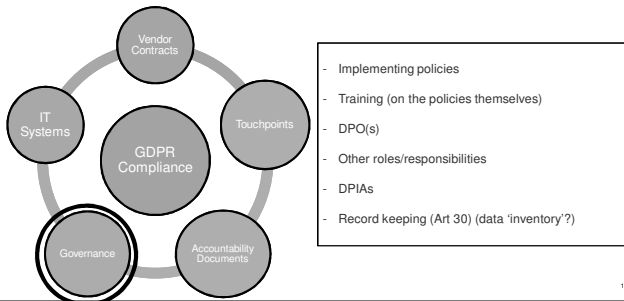 Vendor
Contracts
IT
Systems
Touchpoints
GDPR
Compliance
Governance
Accountability
Documents
- Implementing policies
- Training (on the policies themselves)
- DPO(s)
- Other roles/responsibilities
- DPIAs
- Record keeping (Art 30) (data ‘inventory’?)